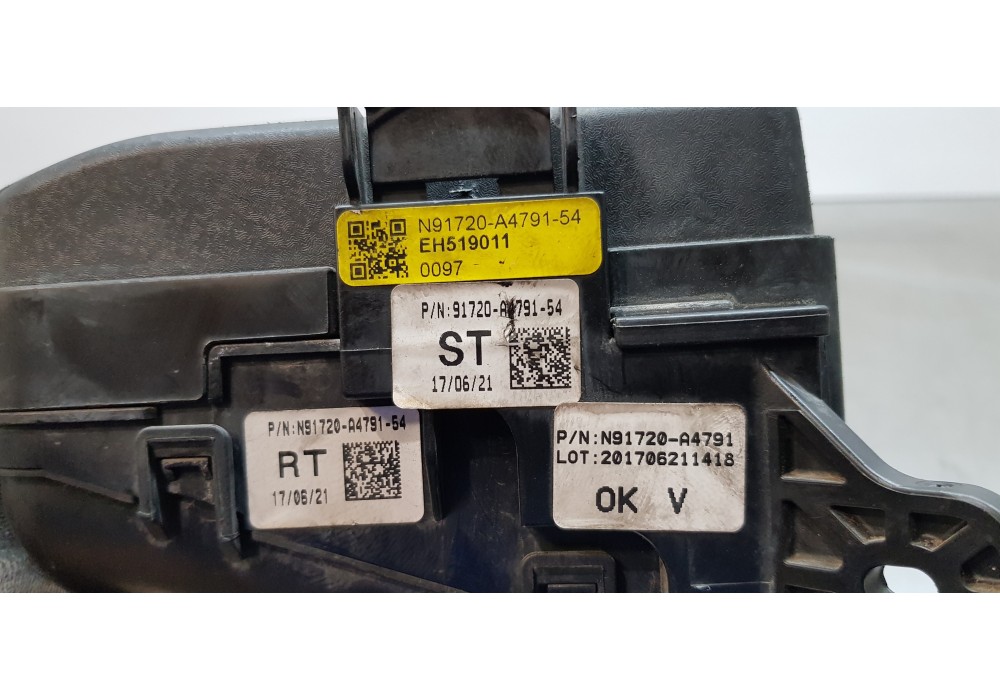 N91720-A4791-54
EH519011
0097
P/N:91720-A4791-54
ST
17/06/21
P/N:N91720-A4791-54
RT
17/06/21
P/N:N91720-A4791
LOT:201706211418
OK V